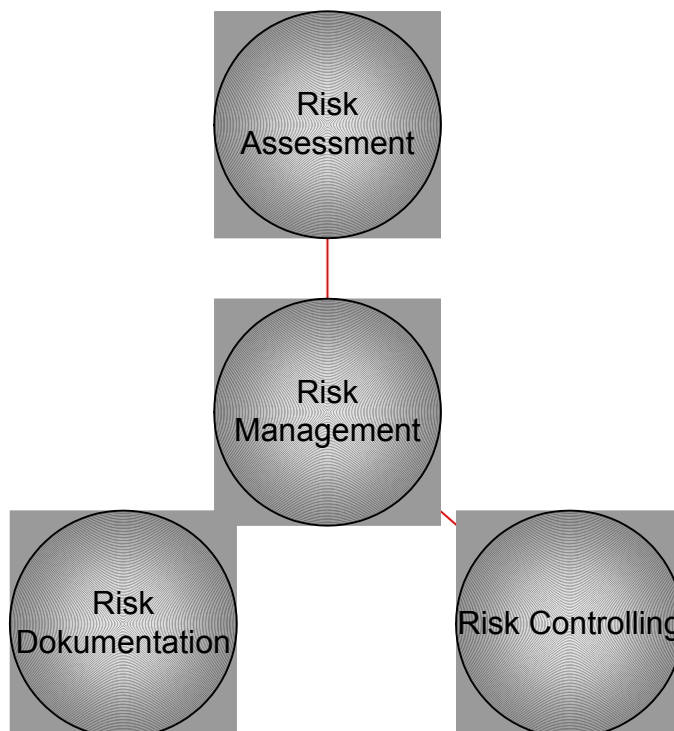 Risk
Assessment
Risk
Management
Risk
Dokumentation
Risk Controlling